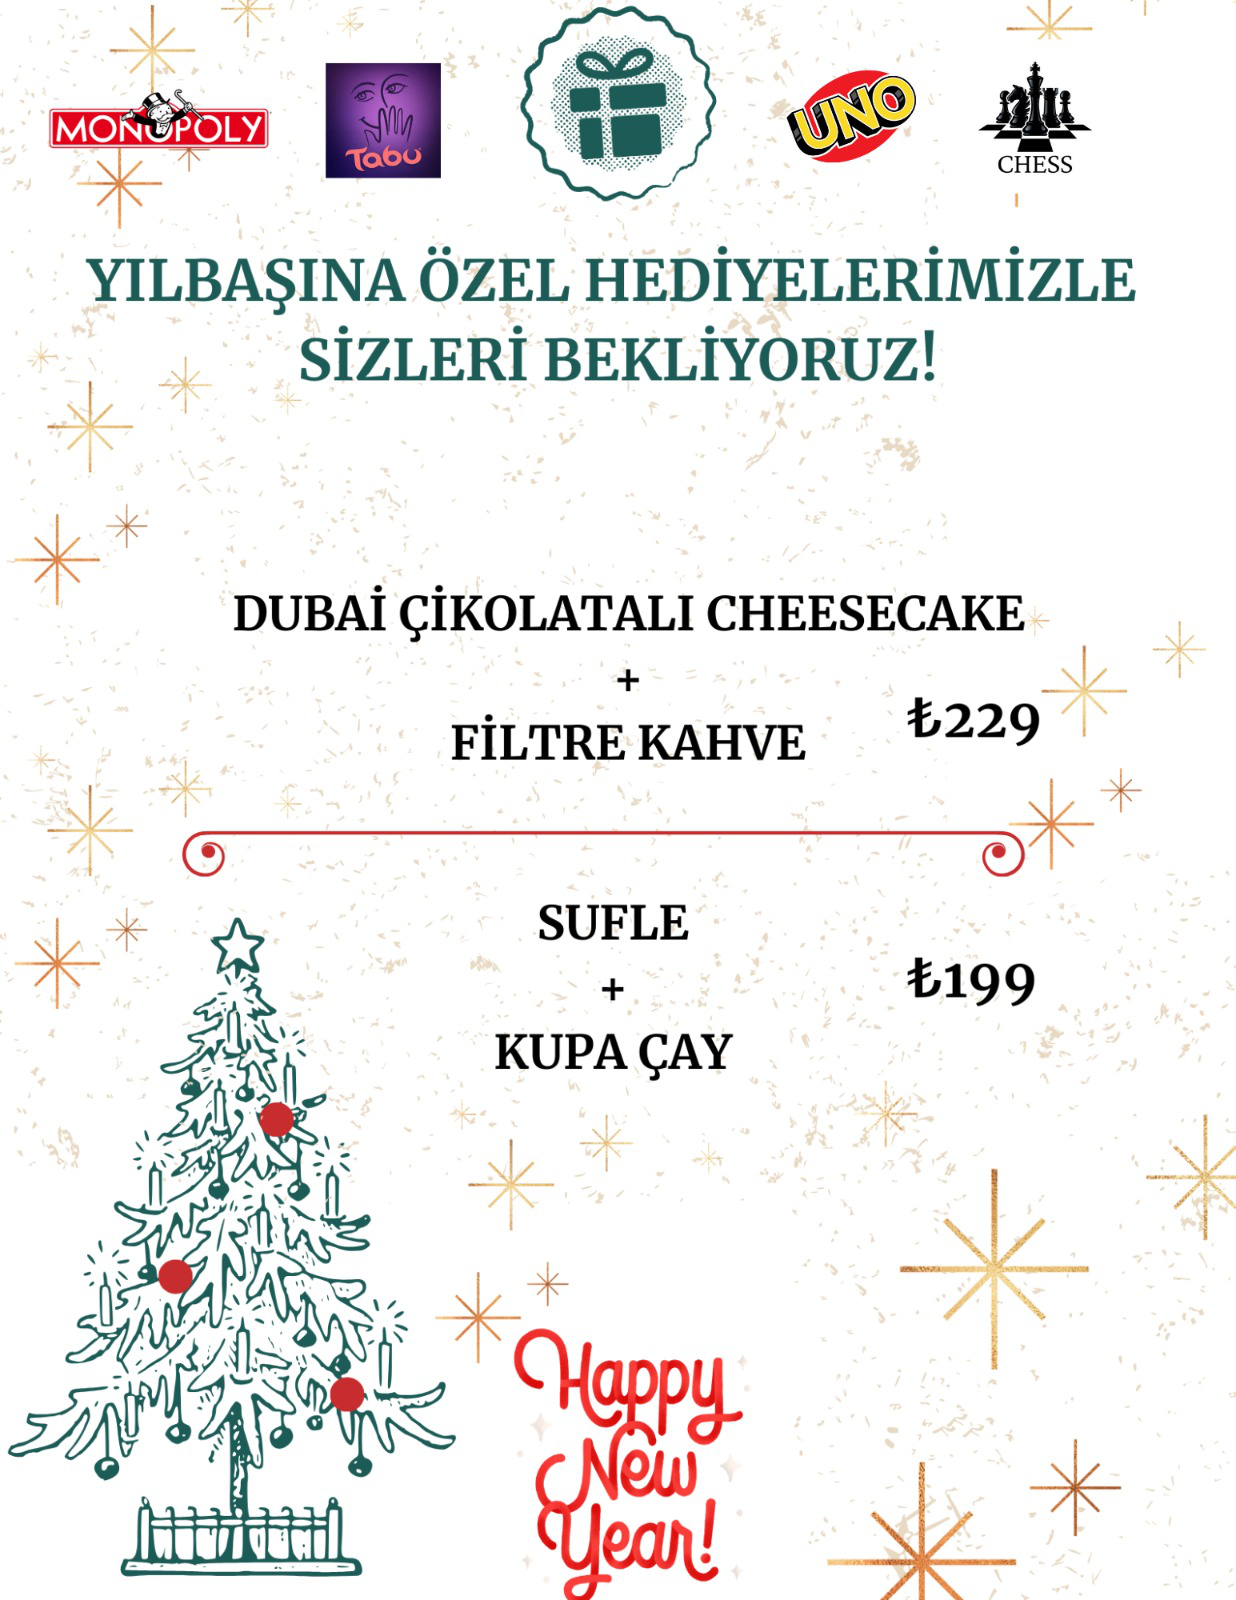 MONOPOLY
Tabu
UNO
CHESS
YILBAŞINA ÖZEL HEDİYELERİMİZLE
SİZLERİ BEKLİYORUZ!
DUBAİ ÇİKOLATALI CHEESECAKE
+
FİLTRE KAHVE
₺229
SUFLE
+
KUPA ÇAY
₺199
Happy
New
Year!